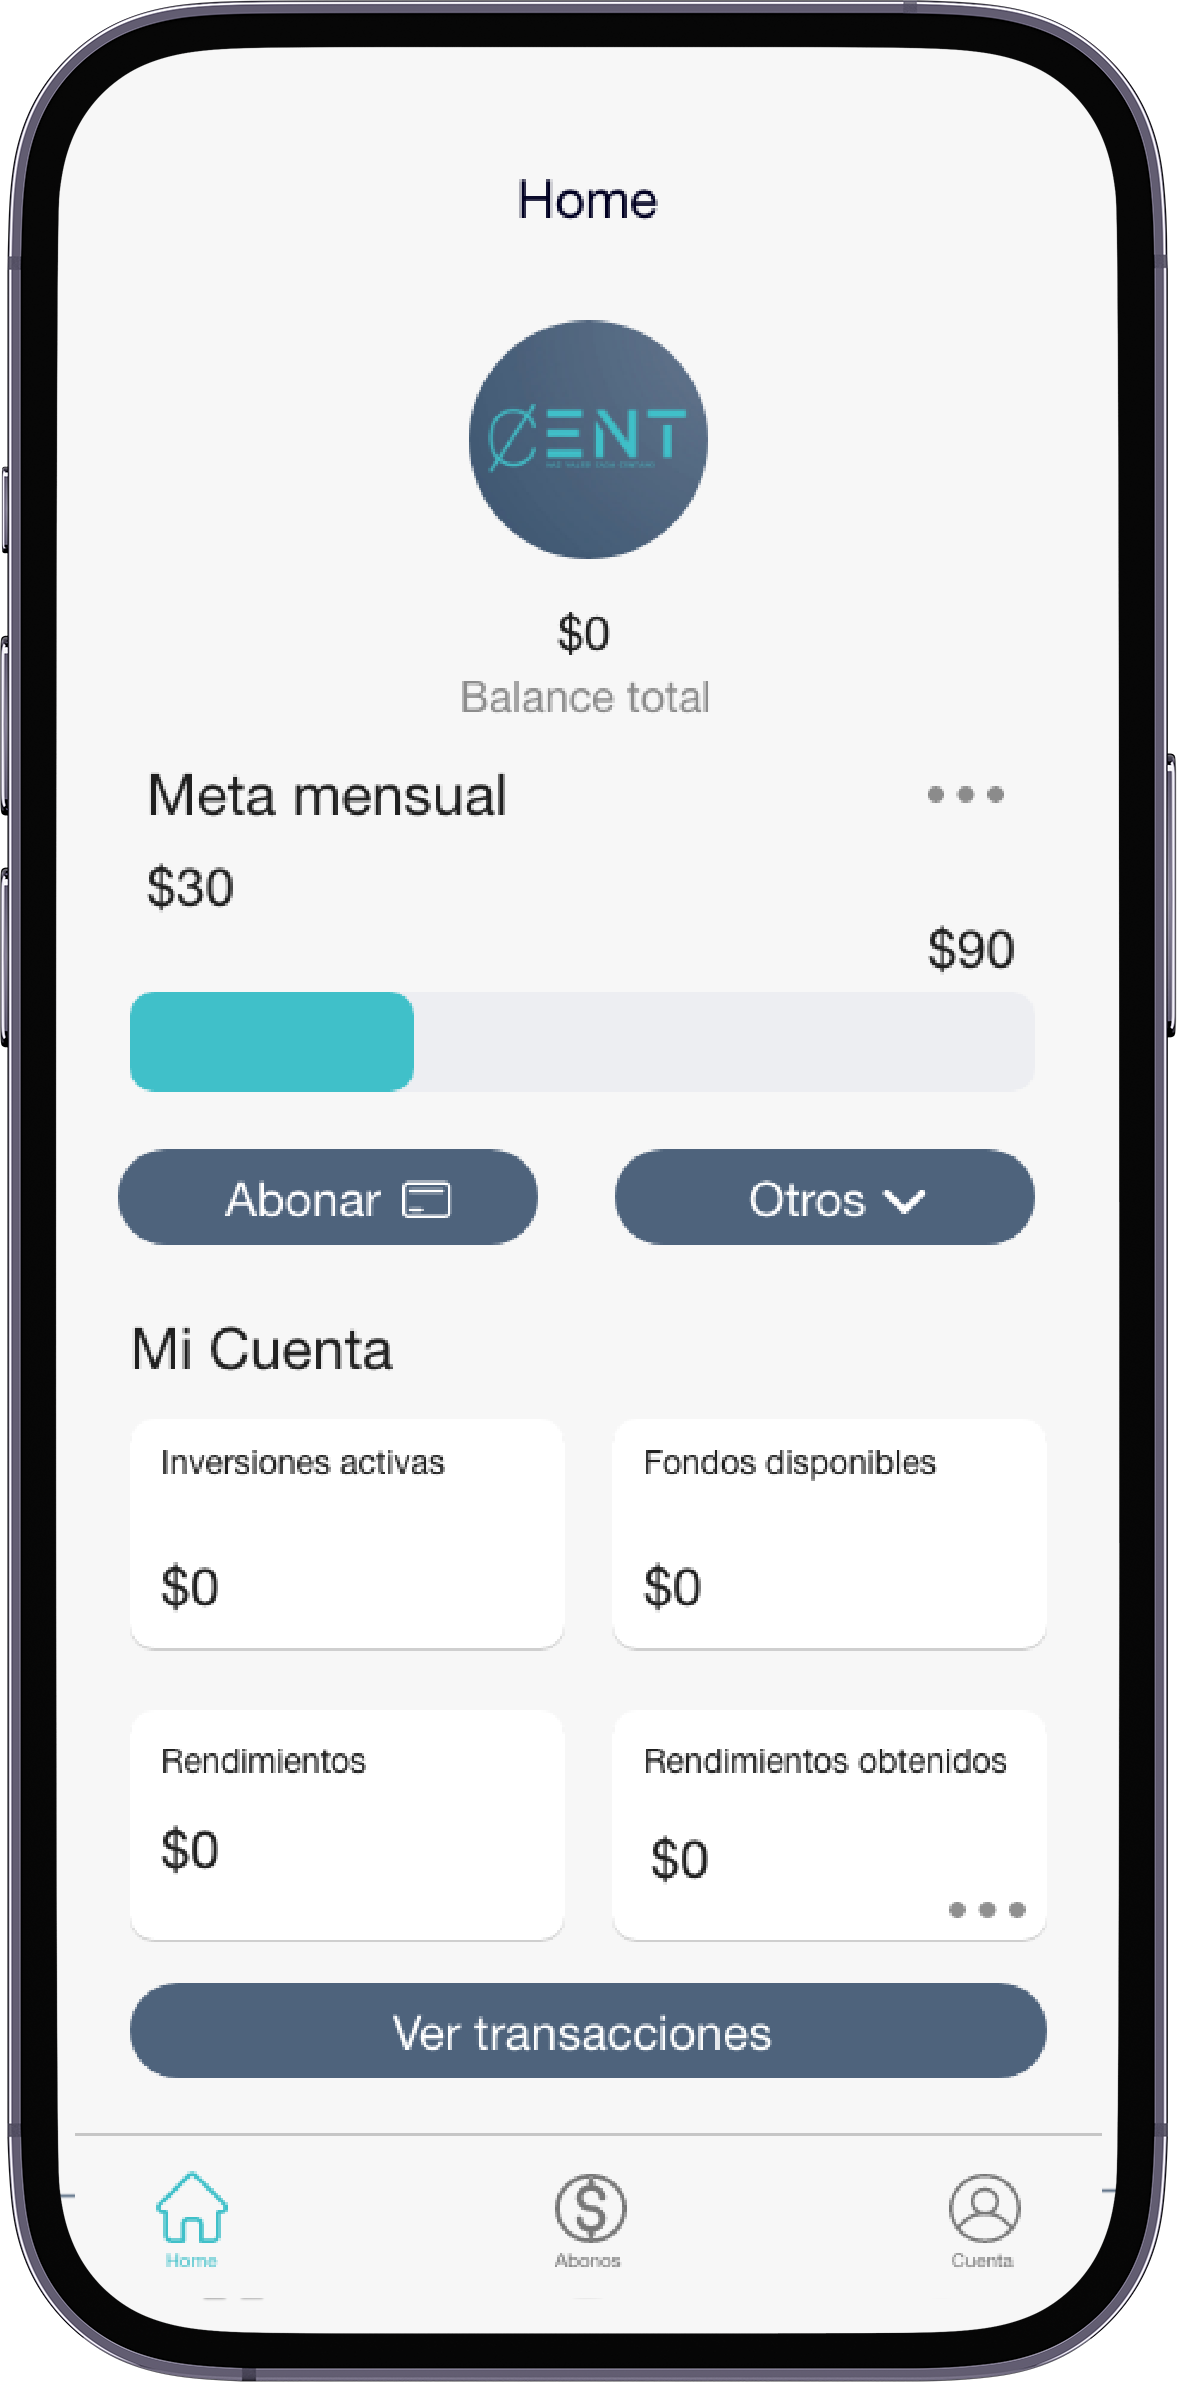 Home
CENT
$0
Balance total
Meta mensual
$30
$90
Abonar
Otros
Mi Cuenta
Inversiones activas
Fondos disponibles
$0
$0
Rendimientos
Rendimientos obtenidos
$0
$0
Ver transacciones
Home
Abonos
Cuenta